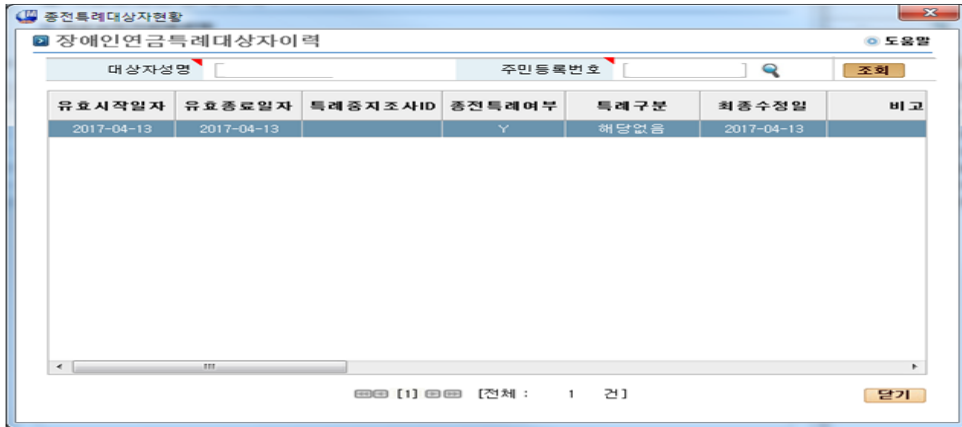 종전특례대상자현황
장애인연금특례대상자이력 도움말
대상자성명 주민등록번호 조회
유효시작일자 유효종료일자 특례중지조사ID 종전특례여부 특례구분 최종수정일 비고
2017-04-13 2017-04-13 Y 해당없음 2017-04-13
[1] [전체 : 1 건]
닫기